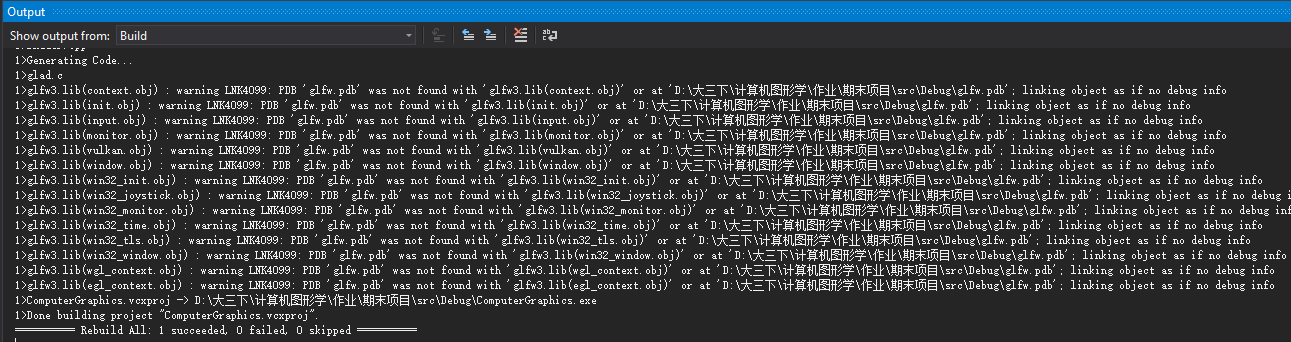 Output
Show output from: Build
1>Generating Code...
1>glad.c
1>glfw3.lib(context.obj) : warning LNK4099: PDB 'glfw.pdb' was not found with 'glfw3.lib(context.obj)' or at 'D:\大三下\计算机图形学\作业\期末项目\src\Debug\glfw.pdb'; linking object as if no debug info
1>glfw3.lib(init.obj) : warning LNK4099: PDB 'glfw.pdb' was not found with 'glfw3.lib(init.obj)' or at 'D:\大三下\计算机图形学\作业\期末项目\src\Debug\glfw.pdb'; linking object as if no debug info
1>glfw3.lib(input.obj) : warning LNK4099: PDB 'glfw.pdb' was not found with 'glfw3.lib(input.obj)' or at 'D:\大三下\计算机图形学\作业\期末项目\src\Debug\glfw.pdb'; linking object as if no debug info
1>glfw3.lib(monitor.obj) : warning LNK4099: PDB 'glfw.pdb' was not found with 'glfw3.lib(monitor.obj)' or at 'D:\大三下\计算机图形学\作业\期末项目\src\Debug\glfw.pdb'; linking object as if no debug info
1>glfw3.lib(vulkan.obj) : warning LNK4099: PDB 'glfw.pdb' was not found with 'glfw3.lib(vulkan.obj)' or at 'D:\大三下\计算机图形学\作业\期末项目\src\Debug\glfw.pdb'; linking object as if no debug info
1>glfw3.lib(window.obj) : warning LNK4099: PDB 'glfw.pdb' was not found with 'glfw3.lib(window.obj)' or at 'D:\大三下\计算机图形学\作业\期末项目\src\Debug\glfw.pdb'; linking object as if no debug info
1>glfw3.lib(win32_init.obj) : warning LNK4099: PDB 'glfw.pdb' was not found with 'glfw3.lib(win32_init.obj)' or at 'D:\大三下\计算机图形学\作业\期末项目\src\Debug\glfw.pdb'; linking object as if no debug info
1>glfw3.lib(win32_joystick.obj) : warning LNK4099: PDB 'glfw.pdb' was not found with 'glfw3.lib(win32_joystick.obj)' or at 'D:\大三下\计算机图形学\作业\期末项目\src\Debug\glfw.pdb'; linking object as if no debug info
1>glfw3.lib(win32_monitor.obj) : warning LNK4099: PDB 'glfw.pdb' was not found with 'glfw3.lib(win32_monitor.obj)' or at 'D:\大三下\计算机图形学\作业\期末项目\src\Debug\glfw.pdb'; linking object as if no debug info
1>glfw3.lib(win32_time.obj) : warning LNK4099: PDB 'glfw.pdb' was not found with 'glfw3.lib(win32_time.obj)' or at 'D:\大三下\计算机图形学\作业\期末项目\src\Debug\glfw.pdb'; linking object as if no debug info
1>glfw3.lib(win32_tls.obj) : warning LNK4099: PDB 'glfw.pdb' was not found with 'glfw3.lib(win32_tls.obj)' or at 'D:\大三下\计算机图形学\作业\期末项目\src\Debug\glfw.pdb'; linking object as if no debug info
1>glfw3.lib(win32_window.obj) : warning LNK4099: PDB 'glfw.pdb' was not found with 'glfw3.lib(win32_window.obj)' or at 'D:\大三下\计算机图形学\作业\期末项目\src\Debug\glfw.pdb'; linking object as if no debug info
1>glfw3.lib(wgl_context.obj) : warning LNK4099: PDB 'glfw.pdb' was not found with 'glfw3.lib(wgl_context.obj)' or at 'D:\大三下\计算机图形学\作业\期末项目\src\Debug\glfw.pdb'; linking object as if no debug info
1>glfw3.lib(egl_context.obj) : warning LNK4099: PDB 'glfw.pdb' was not found with 'glfw3.lib(egl_context.obj)' or at 'D:\大三下\计算机图形学\作业\期末项目\src\Debug\glfw.pdb'; linking object as if no debug info
1>ComputerGraphics.vcxproj -> D:\大三下\计算机图形学\作业\期末项目\src\Debug\ComputerGraphics.exe
1>Done building project "ComputerGraphics.vcxproj".
========== Rebuild All: 1 succeeded, 0 failed, 0 skipped ==========